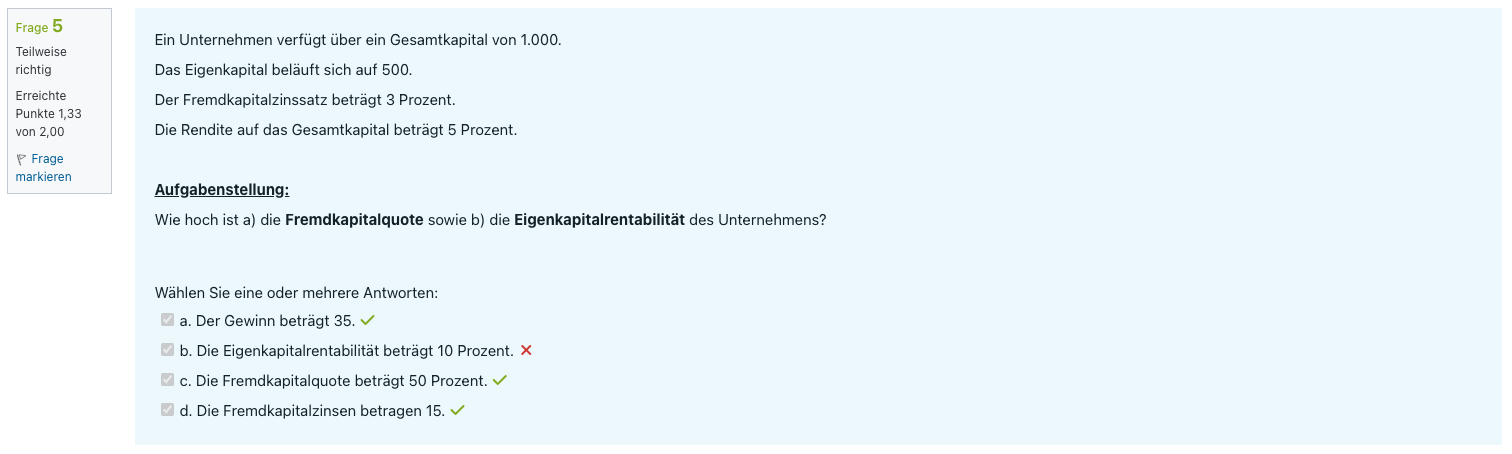 Frage 5
Teilweise
richtig
Erreichte
Punkte 1,33
von 2,00
Frage
markieren
Ein Unternehmen verfügt über ein Gesamtkapital von 1.000.
Das Eigenkapital beläuft sich auf 500.
Der Fremdkapitalzinssatz beträgt 3 Prozent.
Die Rendite auf das Gesamtkapital beträgt 5 Prozent.
Aufgabenstellung:
Wie hoch ist a) die Fremdkapitalquote sowie b) die Eigenkapitalrentabilität des Unternehmens?
Wählen Sie eine oder mehrere Antworten:
a. Der Gewinn beträgt 35.
b. Die Eigenkapitalrentabilität beträgt 10 Prozent.
c. Die Fremdkapitalquote beträgt 50 Prozent.
d. Die Fremdkapitalzinsen betragen 15.